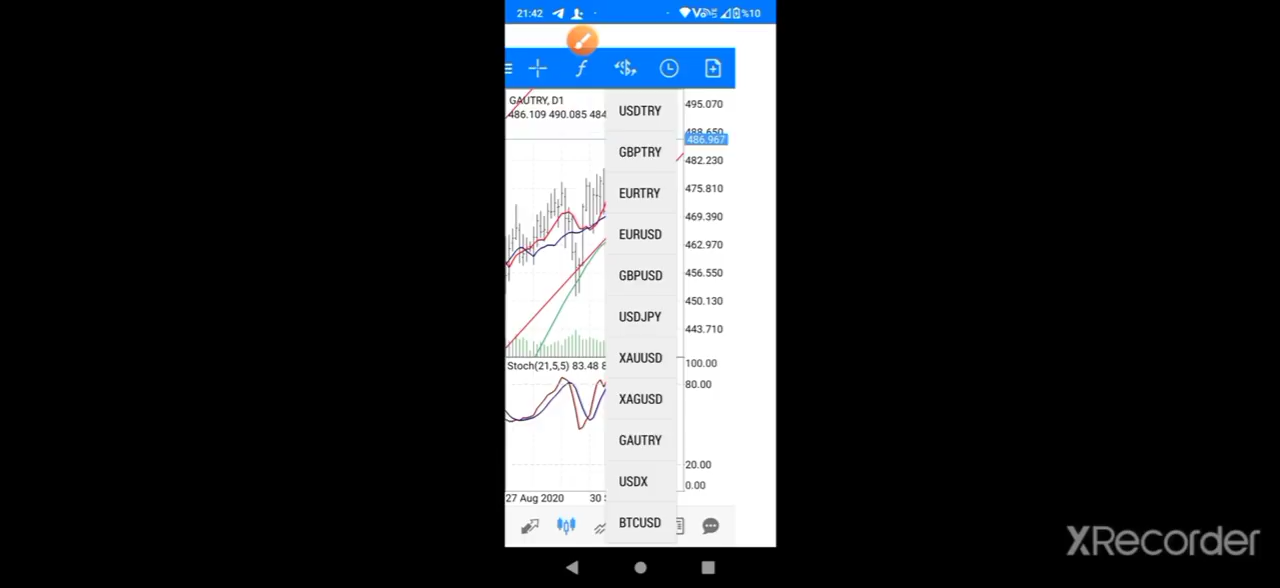 21:42
%10
GAUTRY, D1
486.109 490.085 484
USDTRY
GBPTRY
EURTRY
EURUSD
GBPUSD
USDJPY
XAUUSD
XAGUSD
GAUTRY
USDX
BTCUSD
495.070
488.650
486.967
482.230
475.810
469.390
462.970
456.550
450.130
443.710
Stoch(21,5,5) 83.48 8
100.00
80.00
20.00
0.00
27 Aug 2020
30 S
XRecorder